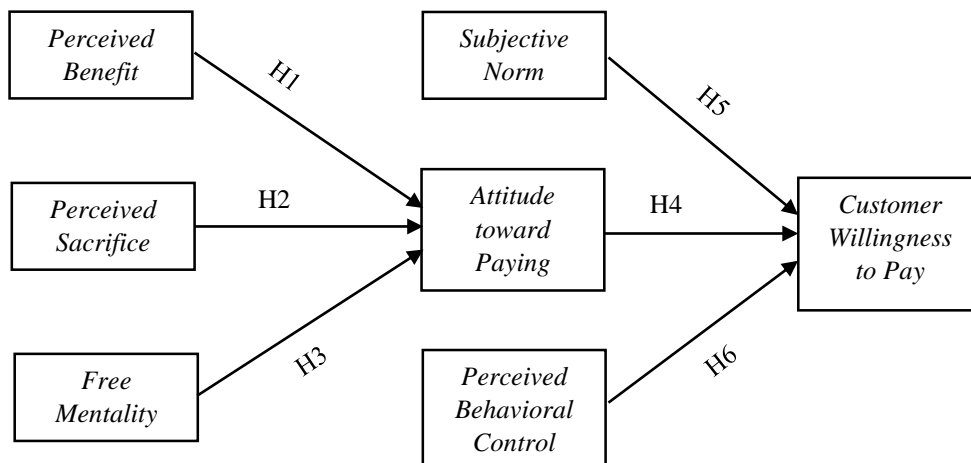 Perceived
Benefit
H1
Subjective
Norm
H5
Perceived
Sacrifice
H2
Attitude
toward
Paying
H4
Customer
Willingness
to Pay
Free
Mentality
H3
Perceived
Behavioral
Control
H6